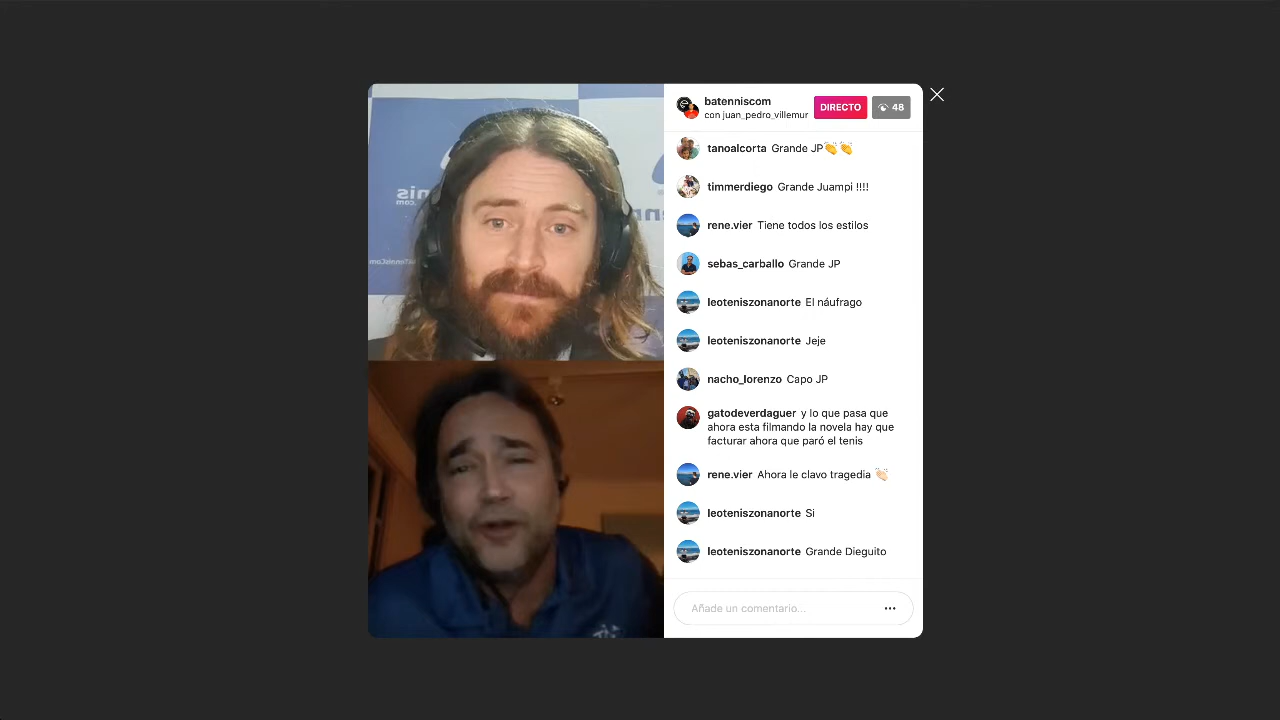 batenniscom
con juan_pedro_villemur
DIRECTO
48
tanoalcorta Grande JP👏👏
timmerdiego Grande Juampi !!!!
rene.vier Tiene todos los estilos
sebas_carballo Grande JP
leoteniszonanorte El náufrago
leoteniszonanorte Jeje
nacho_lorenzo Capo JP
gatodeverdaguer y lo que pasa que
ahora esta filmando la novela hay que
facturar ahora que paró el tenis
rene.vier Ahora le clavo tragedia 👏🏻
leoteniszonanorte Si
leoteniszonanorte Grande Dieguito
Añade un comentario...